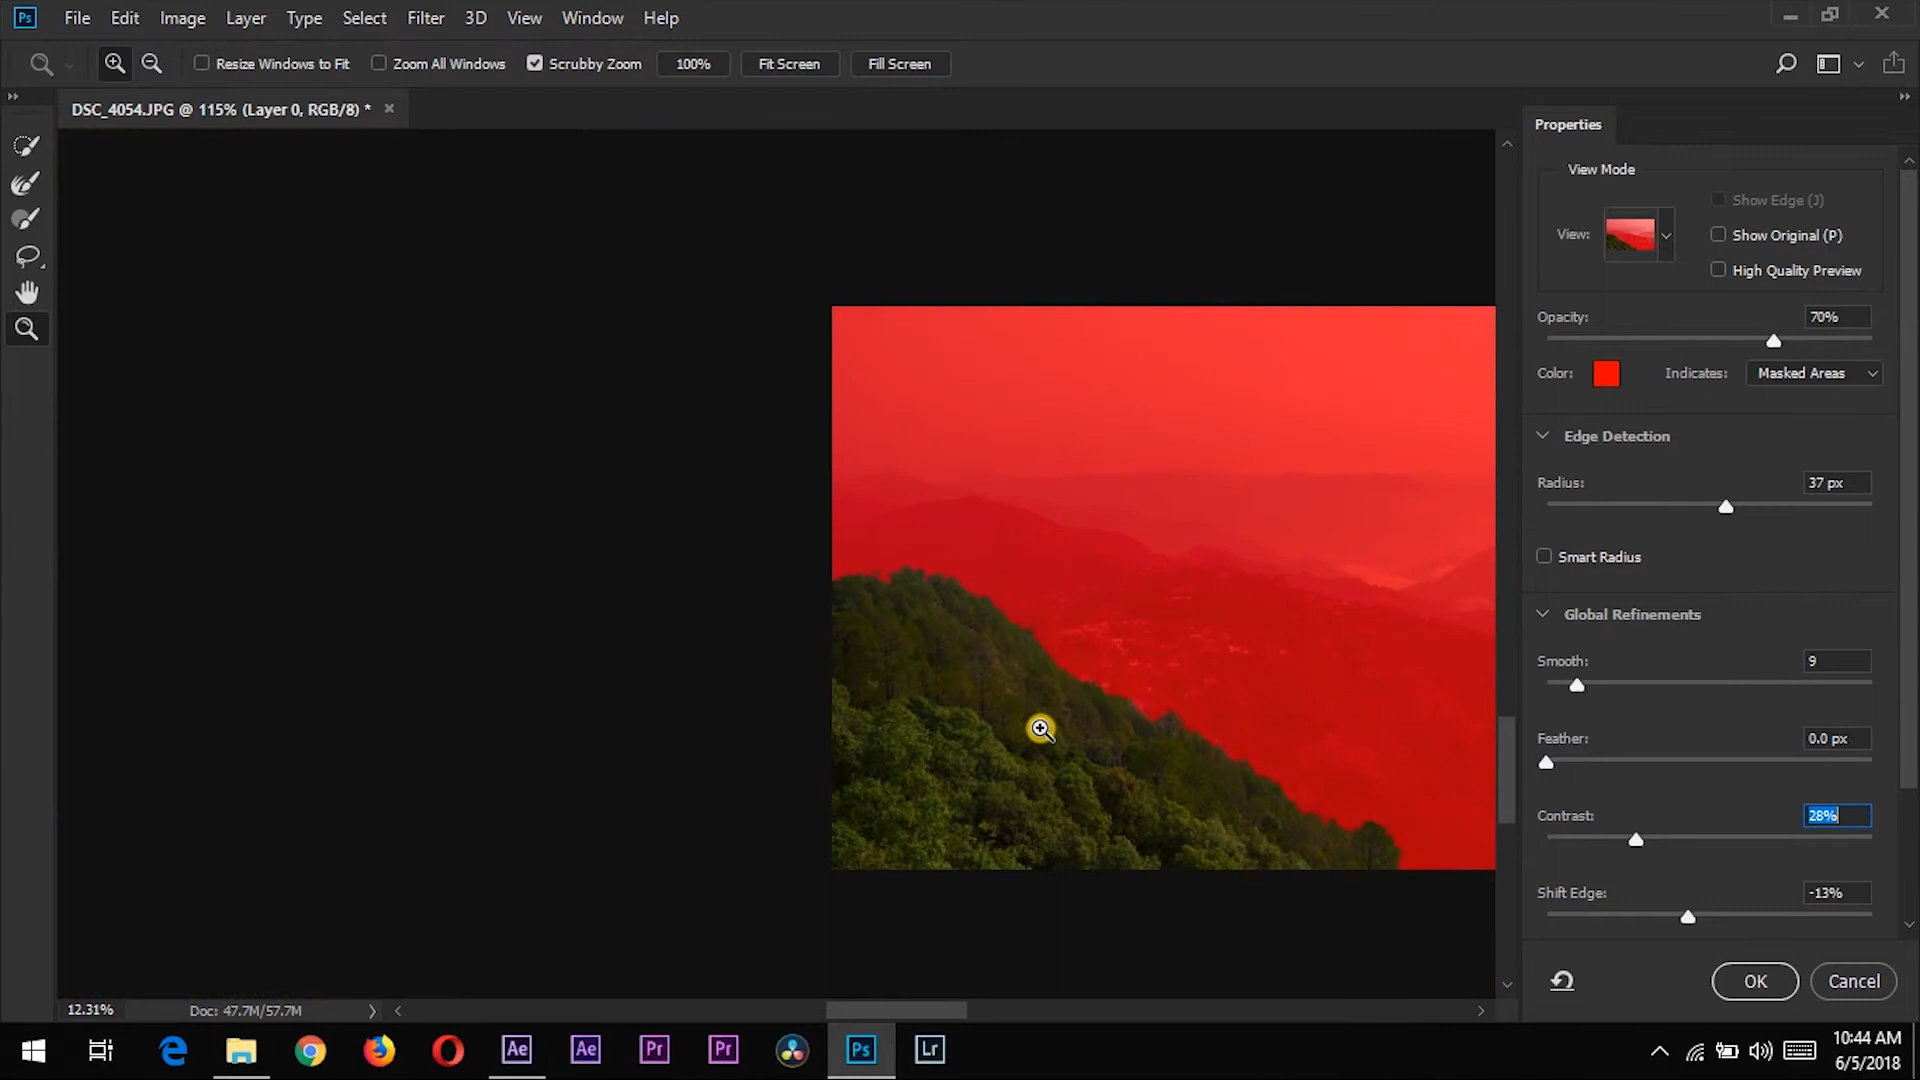 Ps File Edit Image Layer Type Select Filter 3D View Window Help
Resize Windows to Fit Zoom All Windows Scrubby Zoom 100% Fit Screen Fill Screen
DSC_4054.JPG @ 115% (Layer 0, RGB/8) *
Properties
View Mode
Show Edge (J)
View:
Show Original (P)
High Quality Preview
Opacity: 70%
Color: Indicates: Masked Areas
Edge Detection
Radius: 37 px
Smart Radius
Global Refinements
Smooth: 9
Feather: 0.0 px
Contrast: 28%
Shift Edge: -13%
OK Cancel
12.31% Doc: 47.7M/57.7M
Ae Ae Pr Pr Ps Lr
10:44 AM
6/5/2018